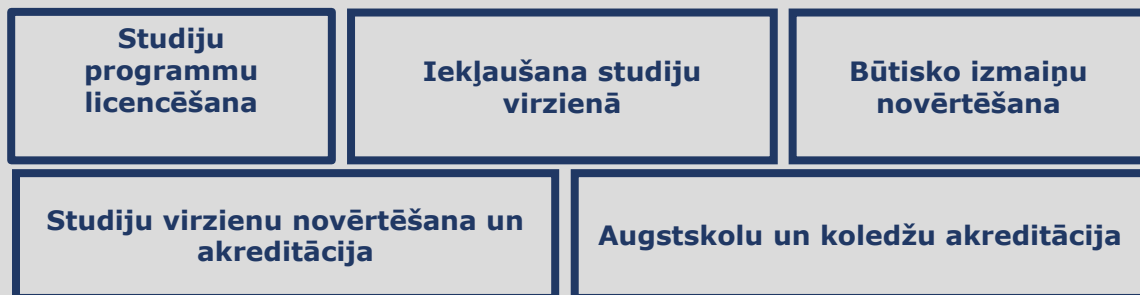 Studiju
programmu
licencēšana
Iekļaušana studiju
virzienā
Būtisko izmaiņu
novērtēšana
Studiju virzienu novērtēšana un
akreditācija
Augstskolu un koledžu akreditācija